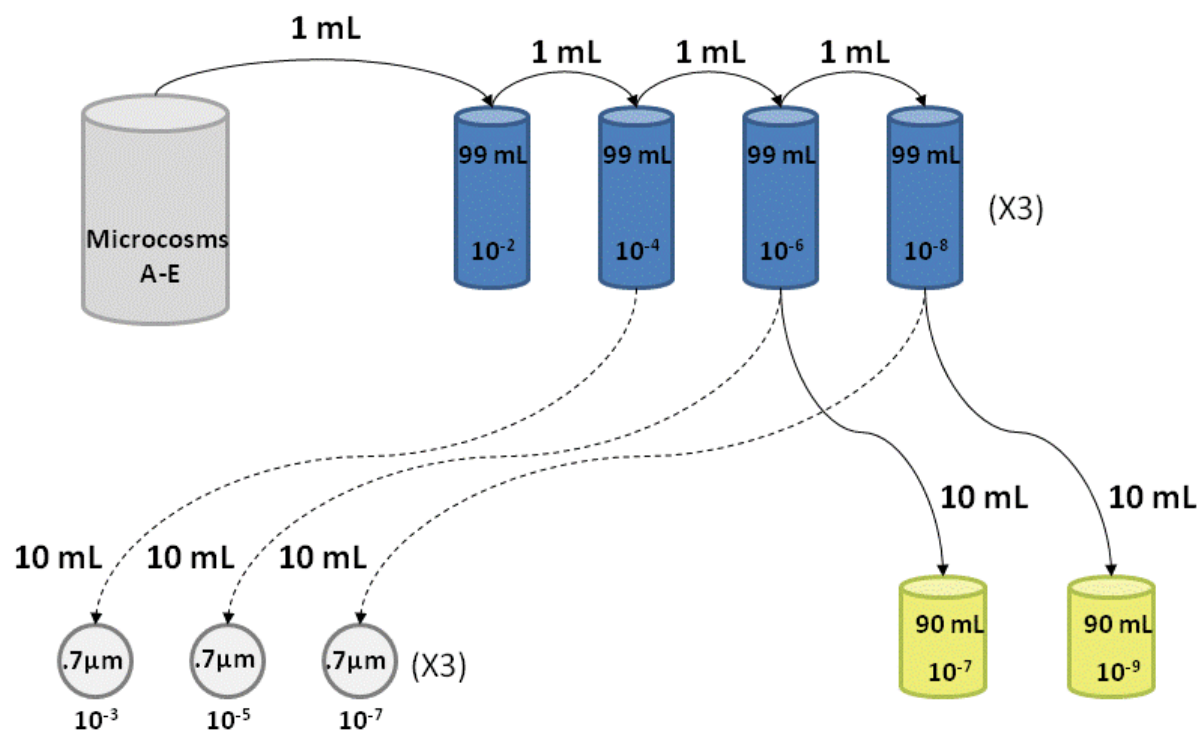 1 mL
1 mL
1 mL
1 mL
99 mL
99 mL
99 mL
99 mL
(X3)
Microcosms
A-E
10⁻²
10⁻⁴
10⁻⁶
10⁻⁸
10 mL
10 mL
10 mL
10 mL
10 mL
.7µm
.7µm
.7µm
(X3)
10⁻³
10⁻⁵
10⁻⁷
90 mL
10⁻⁷
90 mL
10⁻⁹